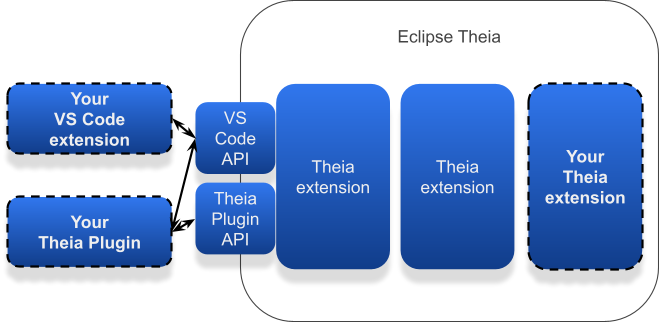 Eclipse Theia
Your
VS Code
extension
Your
Theia Plugin
VS
Code
API
Theia
Plugin
API
Theia
extension
Theia
extension
Your
Theia
extension